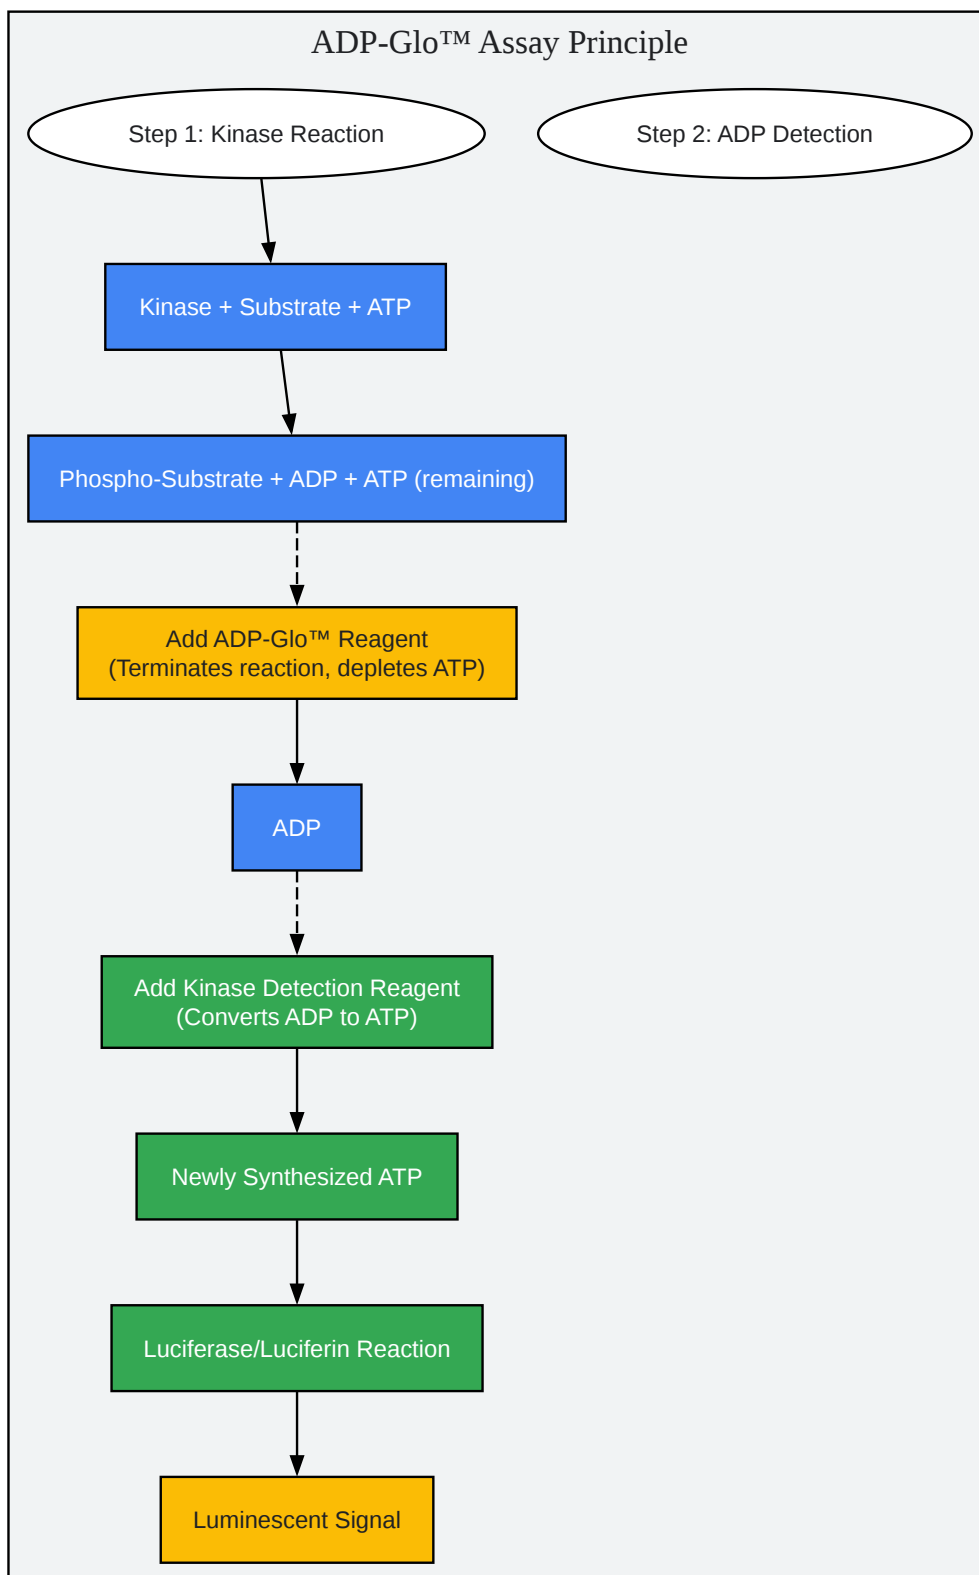 ADP-Glo™ Assay Principle
Step 1: Kinase Reaction
Step 2: ADP Detection
Kinase + Substrate + ATP
Phospho-Substrate + ADP + ATP (remaining)
Add ADP-Glo™ Reagent
(Terminates reaction, depletes ATP)
ADP
Add Kinase Detection Reagent
(Converts ADP to ATP)
Newly Synthesized ATP
Luciferase/Luciferin Reaction
Luminescent Signal